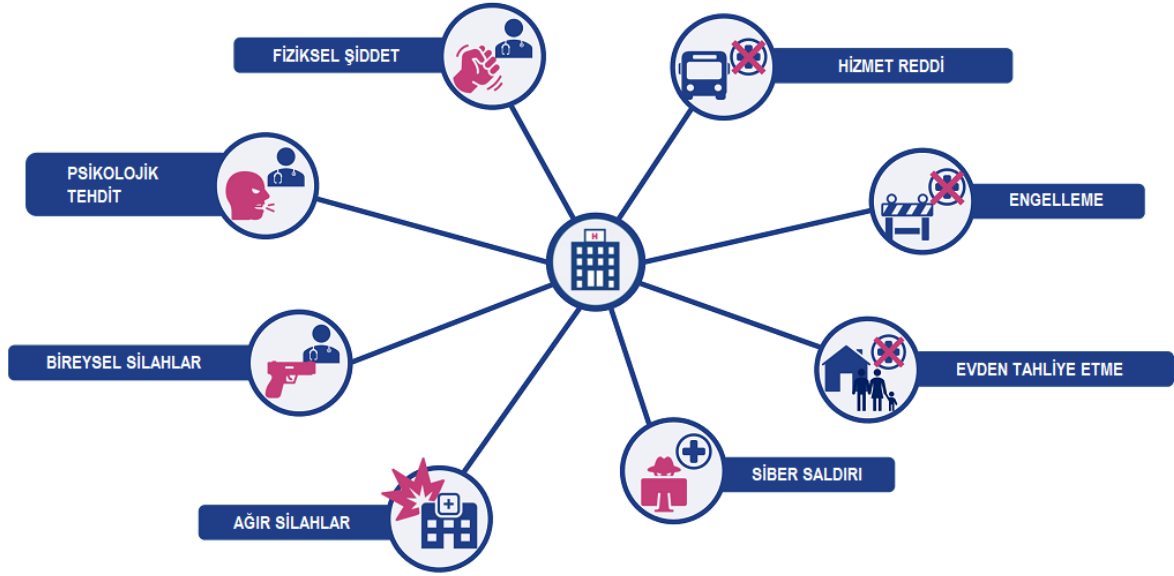 FİZİKSEL ŞİDDET
HİZMET REDDİ
PSİKOLOJİK
TEHDİT
ENGELLEME
H
BİREYSEL SİLAHLAR
EVDEN TAHLİYE ETME
SİBER SALDIRI
AĞIR SİLAHLAR